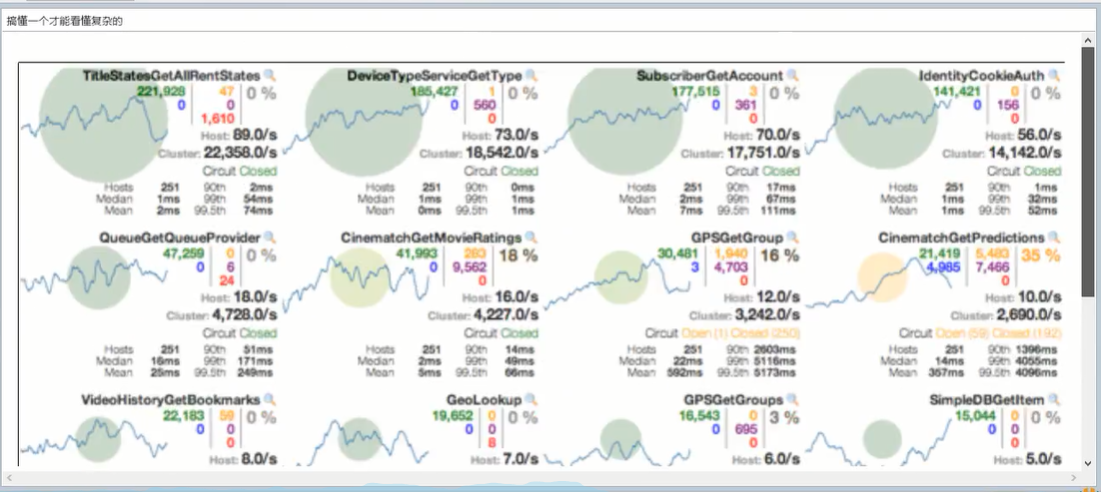 搞懂一个才能看懂复杂的
TitleStatesGetAllRentStates
221,928 47 0 %
0 0
1,610
Host: 89.0/s
Cluster: 22,358.0/s
Circuit Closed
Hosts 251 90th 2ms
Median 1ms 99th 54ms
Mean 2ms 99.5th 74ms
DeviceTypeServiceGetType
185,427 1 0 %
0 560
0
Host: 73.0/s
Cluster: 18,542.0/s
Circuit Closed
Hosts 251 90th 0ms
Median 1ms 99th 1ms
Mean 0ms 99.5th 1ms
SubscriberGetAccount
177,515 3 0 %
0 361
0
Host: 70.0/s
Cluster: 17,751.0/s
Circuit Closed
Hosts 251 90th 17ms
Median 2ms 99th 67ms
Mean 7ms 99.5th 111ms
IdentityCookieAuth
141,421 0 0 %
0 156
0
Host: 56.0/s
Cluster: 14,142.0/s
Circuit Closed
Hosts 251 90th 1ms
Median 1ms 99th 32ms
Mean 1ms 99.5th 52ms
QueueGetQueueProvider
47,259 0 0 %
0 6
24
Host: 18.0/s
Cluster: 4,728.0/s
Circuit Closed
Hosts 251 90th 51ms
Median 16ms 99th 171ms
Mean 25ms 99.5th 249ms
CinematchGetMovieRatings
41,993 283 18 %
0 9,562
0
Host: 16.0/s
Cluster: 4,227.0/s
Circuit Closed
Hosts 251 90th 14ms
Median 2ms 99th 49ms
Mean 5ms 99.5th 66ms
GPSGetGroup
30,481 1,940 16 %
3 4,703
0
Host: 12.0/s
Cluster: 3,242.0/s
Circuit Open (1) Closed (250)
Hosts 251 90th 2603ms
Median 22ms 99th 5116ms
Mean 592ms 99.5th 5173ms
CinematchGetPredictions
21,419 5,483 35 %
4,985 7,466
0
Host: 10.0/s
Cluster: 2,690.0/s
Circuit Open (59) Closed (192)
Hosts 251 90th 1396ms
Median 14ms 99th 4055ms
Mean 357ms 99.5th 4096ms
VideoHistoryGetBookmarks
22,183 59 0 %
0 0
0
Host: 8.0/s
GeoLookup
19,652 0 0 %
0 0
8
Host: 7.0/s
GPSGetGroups
16,543 0 3 %
0 695
0
Host: 6.0/s
SimpleDBGetItem
15,044 0 0 %
0 0
0
Host: 5.0/s